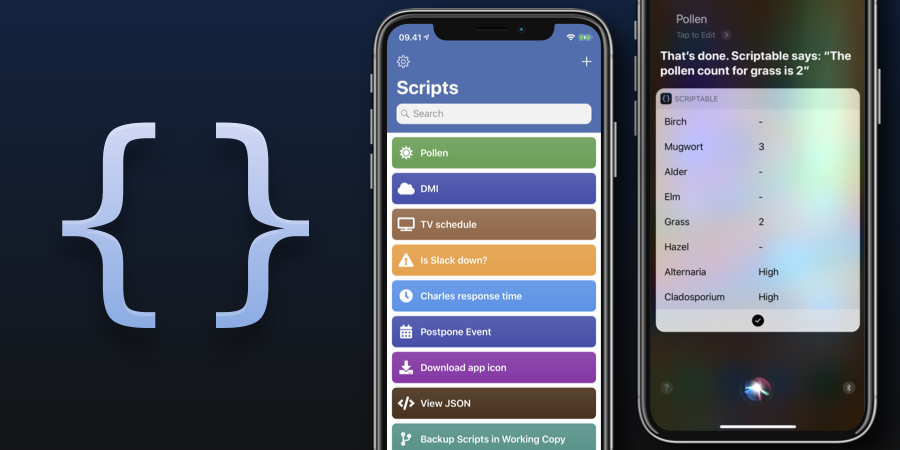 { }
09.41
Scripts
Search
Pollen
DMI
TV schedule
Is Slack down?
Charles response time
Postpone Event
Download app icon
View JSON
Backup Scripts in Working Copy
Pollen
Tap to Edit
That's done. Scriptable says: “The
pollen count for grass is 2“
{} SCRIPTABLE
Birch -
Mugwort 3
Alder -
Elm -
Grass 2
Hazel -
Alternaria High
Cladosporium High
?